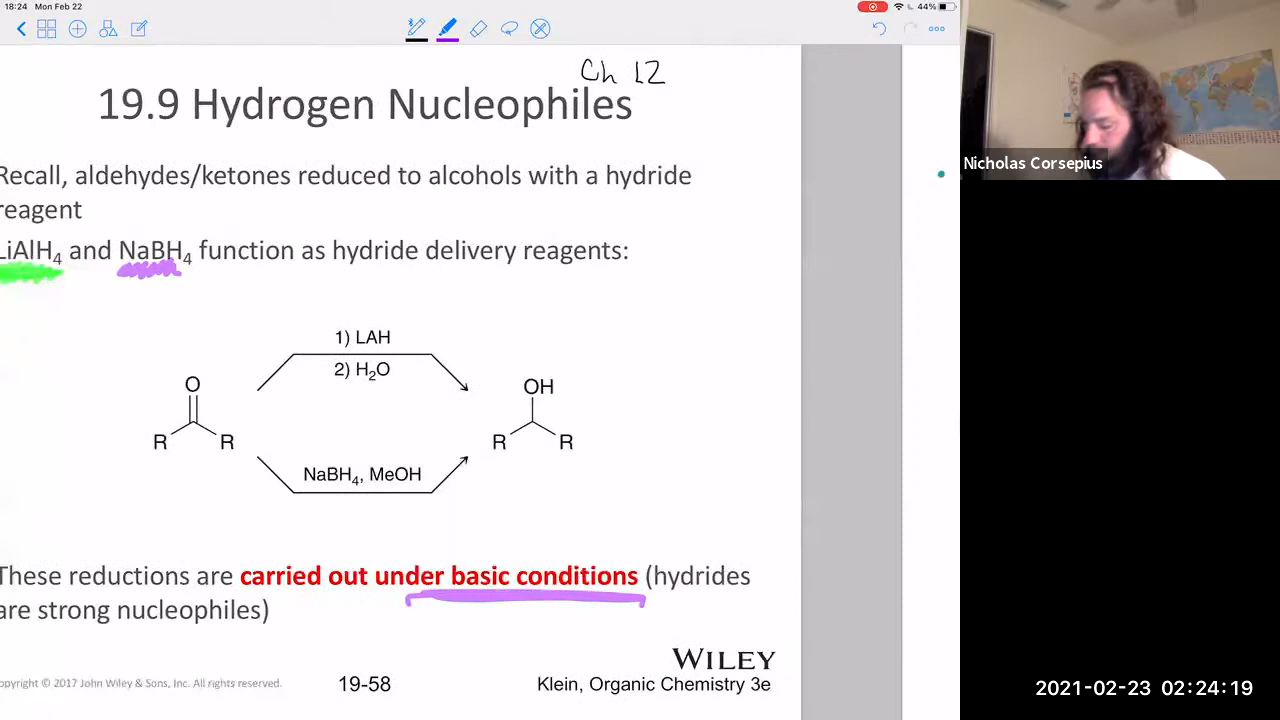 18:24 Mon Feb 22
44%
Ch 12
19.9 Hydrogen Nucleophiles
Recall, aldehydes/ketones reduced to alcohols with a hydride
reagent
LiAlH4 and NaBH4 function as hydride delivery reagents:
1) LAH
2) H2O
O
R R
OH
R R
NaBH4, MeOH
These reductions are carried out under basic conditions (hydrides
are strong nucleophiles)
WILEY
opyright © 2017 John Wiley & Sons, Inc. All rights reserved.
19-58
Klein, Organic Chemistry 3e
Nicholas Corsepius
2021-02-23 02:24:19